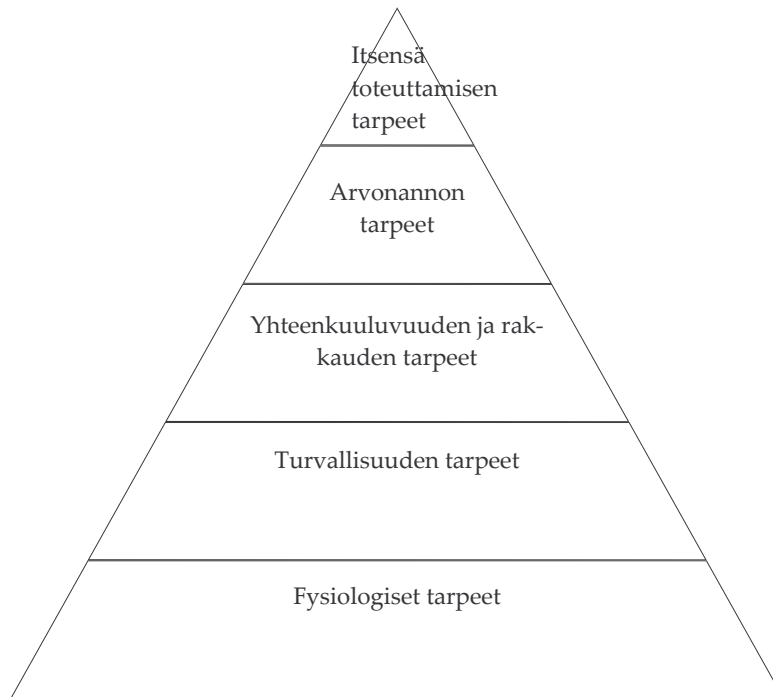 Itsensä
toteuttamisen
tarpeet
Arvonannon
tarpeet
Yhteenkuuluvuuden ja rak-
kauden tarpeet
Turvallisuuden tarpeet
Fysiologiset tarpeet